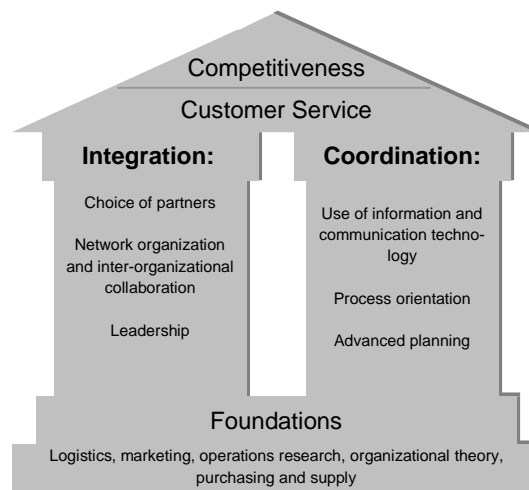 Competitiveness
Customer Service
Integration:
Choice of partners
Network organization
and inter-organizational
collaboration
Leadership
Coordination:
Use of information and
communication techno-
logy
Process orientation
Advanced planning
Foundations
Logistics, marketing, operations research, organizational theory,
purchasing and supply